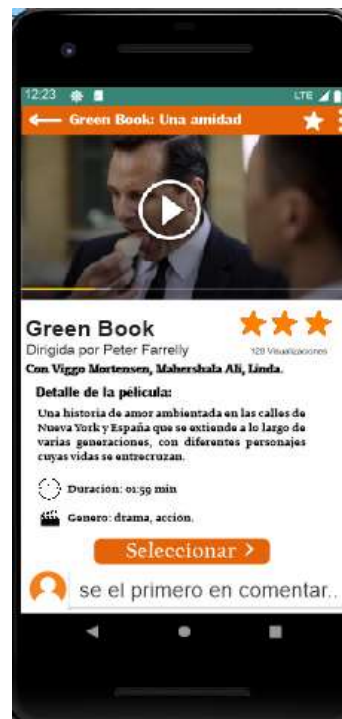 12:23
LTE
Green Book: Una amidad
Green Book
Dirigida por Peter Farrelly
129 Visualizaciones
Con Viggo Mortensen, Mahershala Ali, Linda.
Detalle de la película:
Una historia de amor ambientada en las calles de
Nueva York y España que se extiende a lo largo de
varias generaciones, con diferentes personajes
cuyas vidas se entrecruzan.
Duración: 01:59 min
Genero: drama, acción.
Seleccionar >
se el primero en comentar..